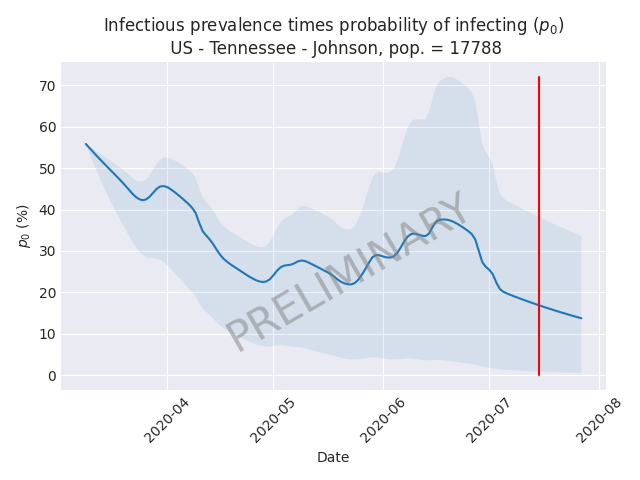 Infectious prevalence times probability of infecting (p₀)
US - Tennessee - Johnson, pop. = 17788
70
60
50
40
30
20
10
0
p₀ (%)
PRELIMINARY
2020-04
2020-05
2020-06
2020-07
2020-08
Date